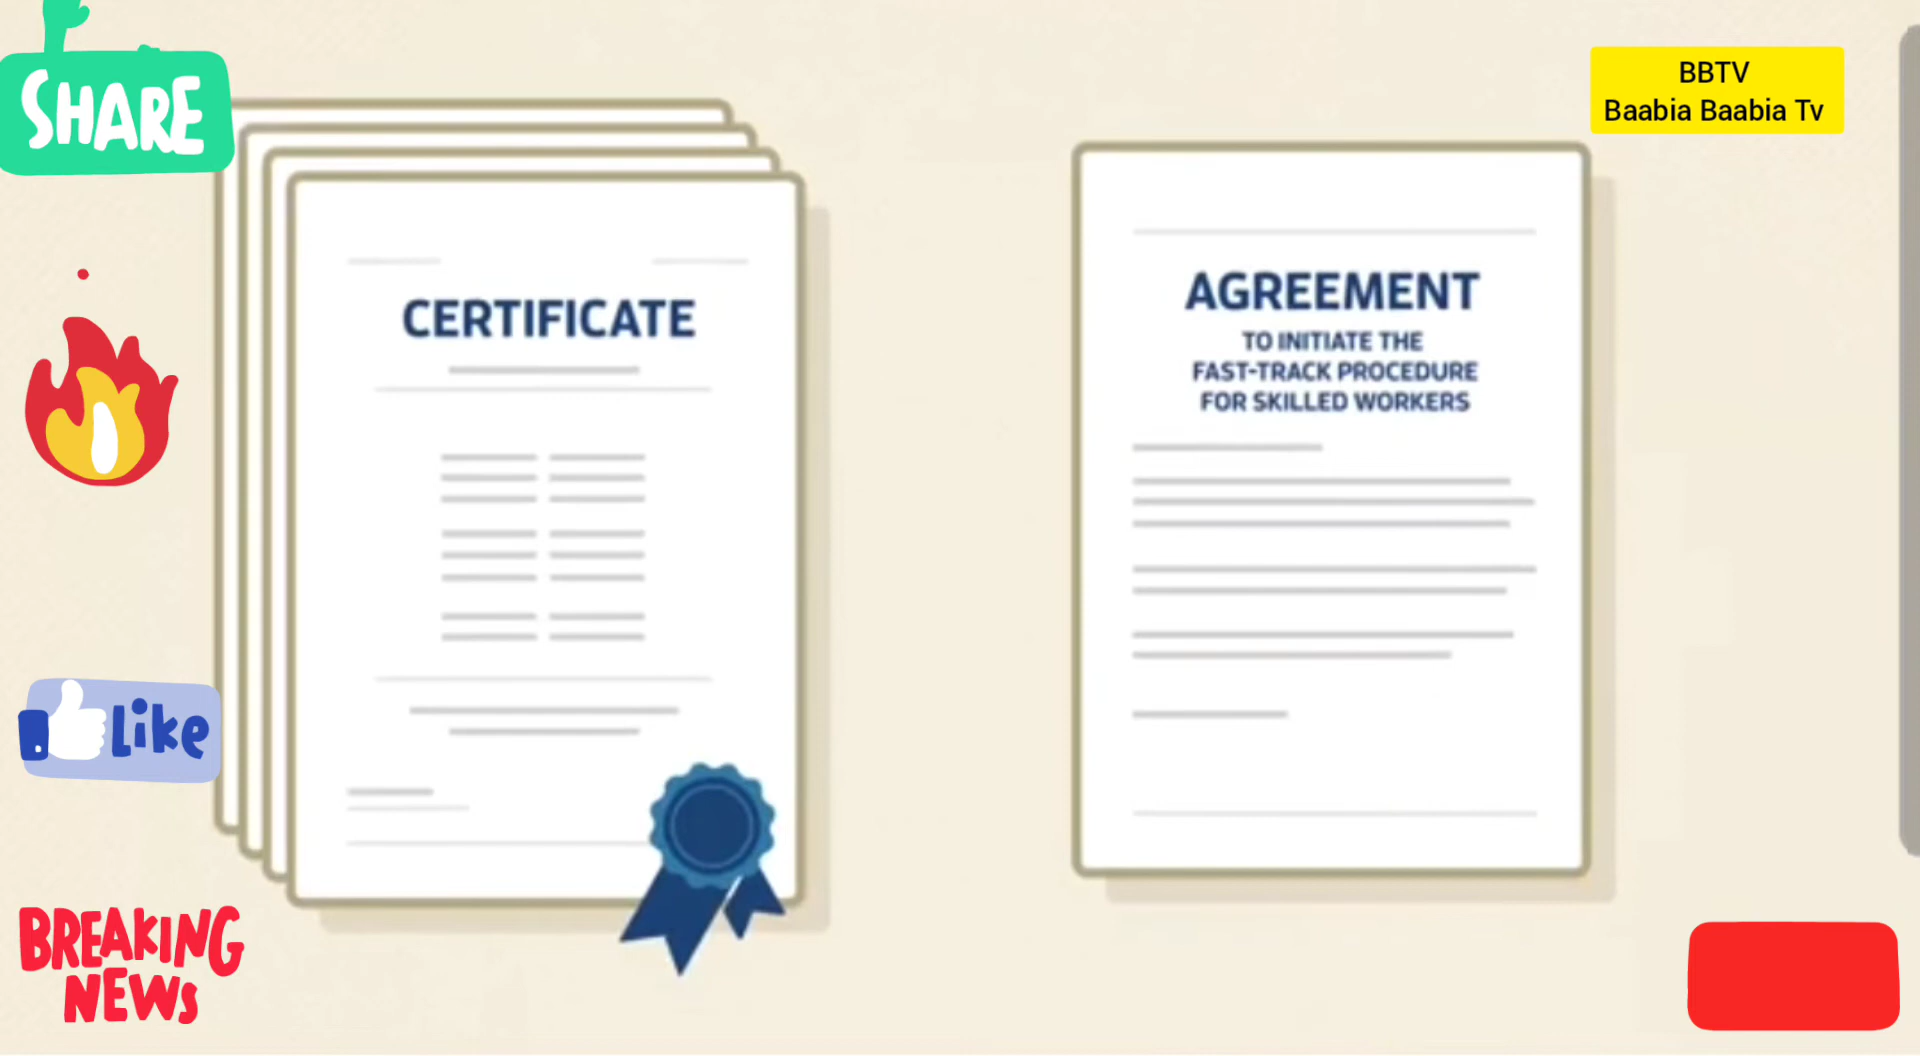 SHARE
BBTV
Baabia Baabia Tv
CERTIFICATE
AGREEMENT
TO INITIATE THE
FAST-TRACK PROCEDURE
FOR SKILLED WORKERS
Like
BREAKING
NEWS